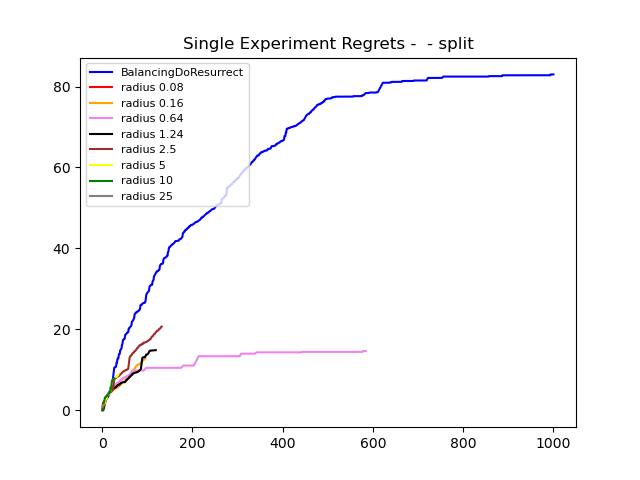 Single Experiment Regrets -  - split
BalancingDoResurrect
radius 0.08
radius 0.16
radius 0.64
radius 1.24
radius 2.5
radius 5
radius 10
radius 25
80
60
40
20
0
0 200 400 600 800 1000